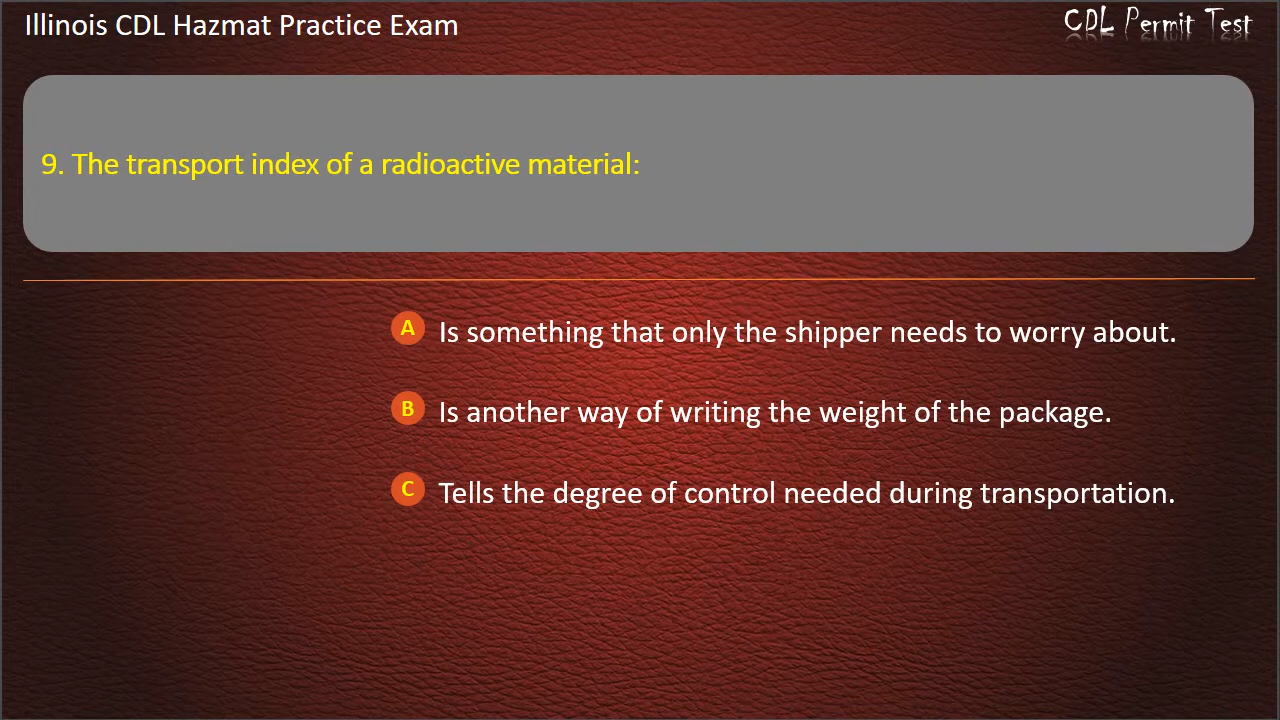 Illinois CDL Hazmat Practice Exam
CDL Permit Test
9. The transport index of a radioactive material:
A Is something that only the shipper needs to worry about.
B Is another way of writing the weight of the package.
C Tells the degree of control needed during transportation.